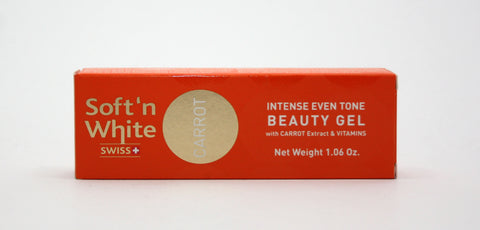 Soft'n
White
SWISS+
CARROT
INTENSE EVEN TONE
BEAUTY GEL
with CARROT Extract & VITAMINS
Net Weight 1.06 Oz.